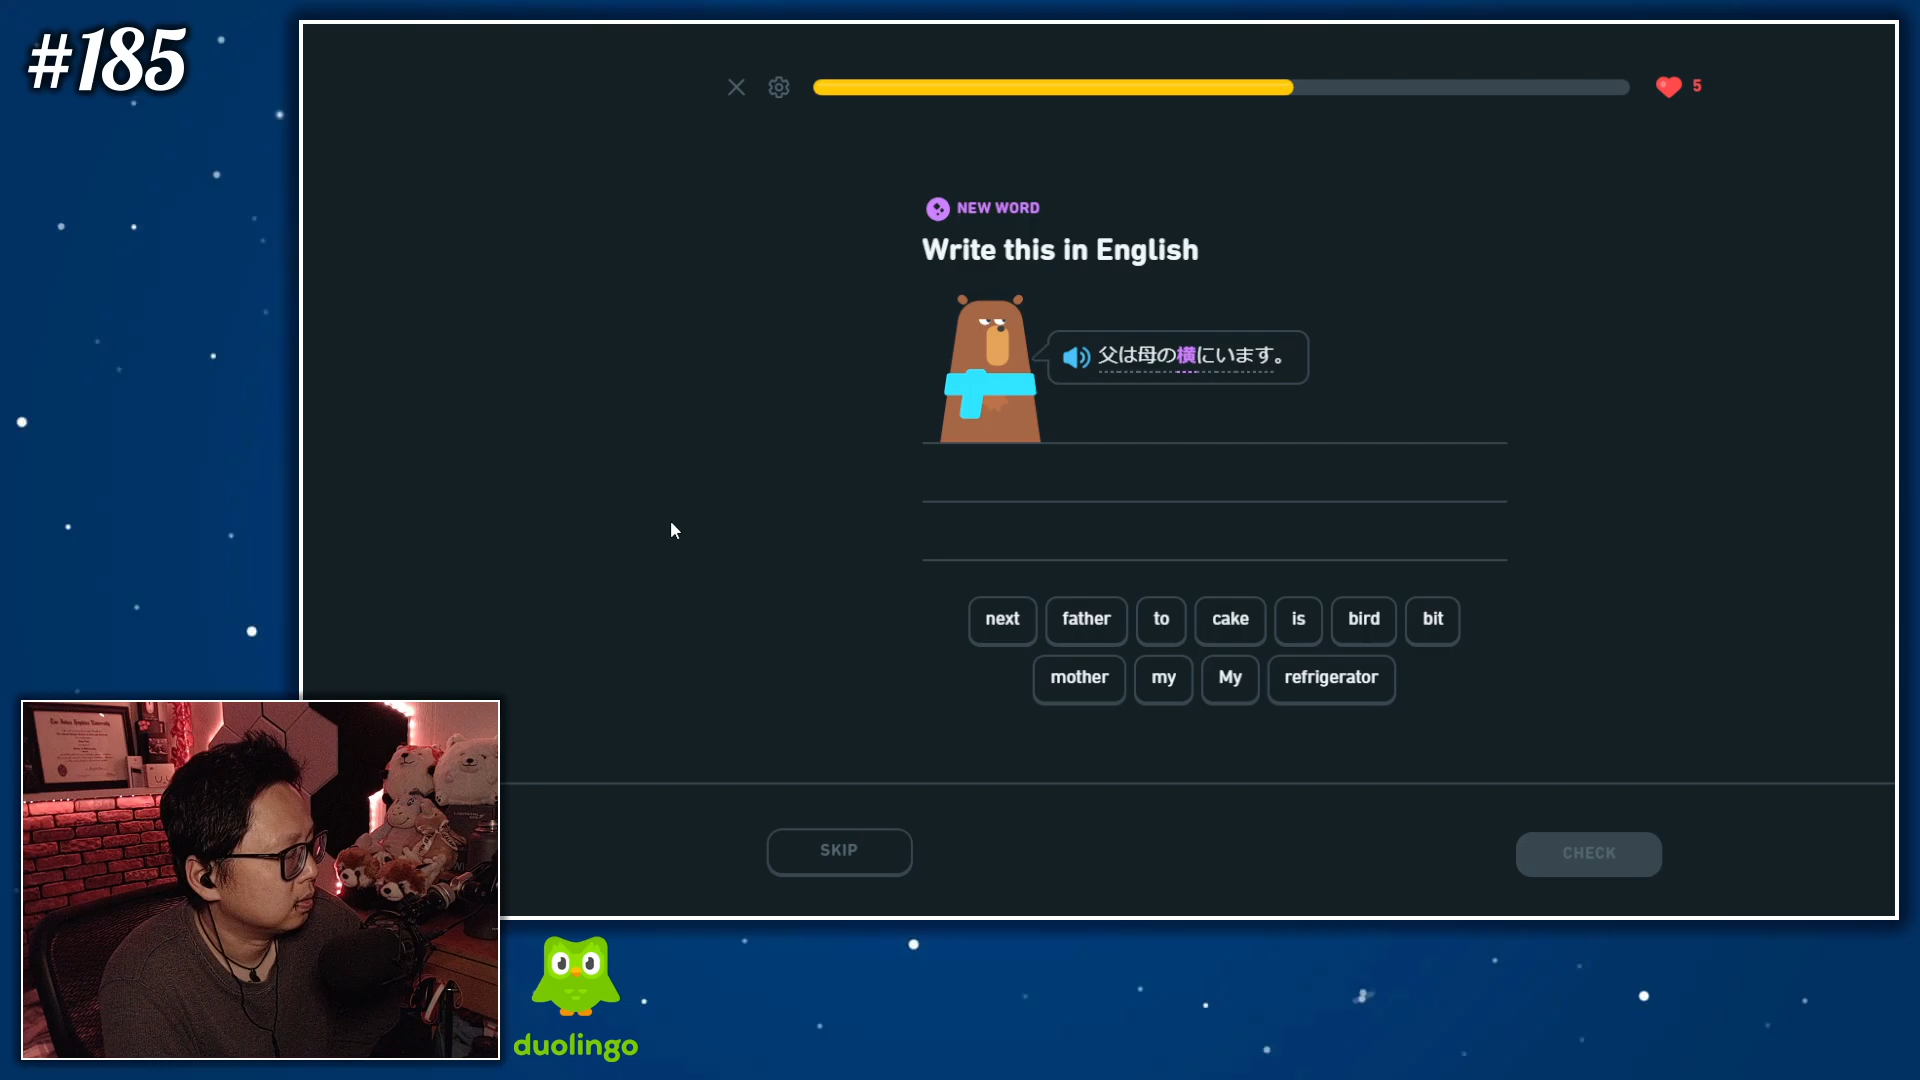 #185
5
NEW WORD
Write this in English
父は母の横にいます。
next father to cake is bird bit
mother my My refrigerator
SKIP
CHECK
duolingo